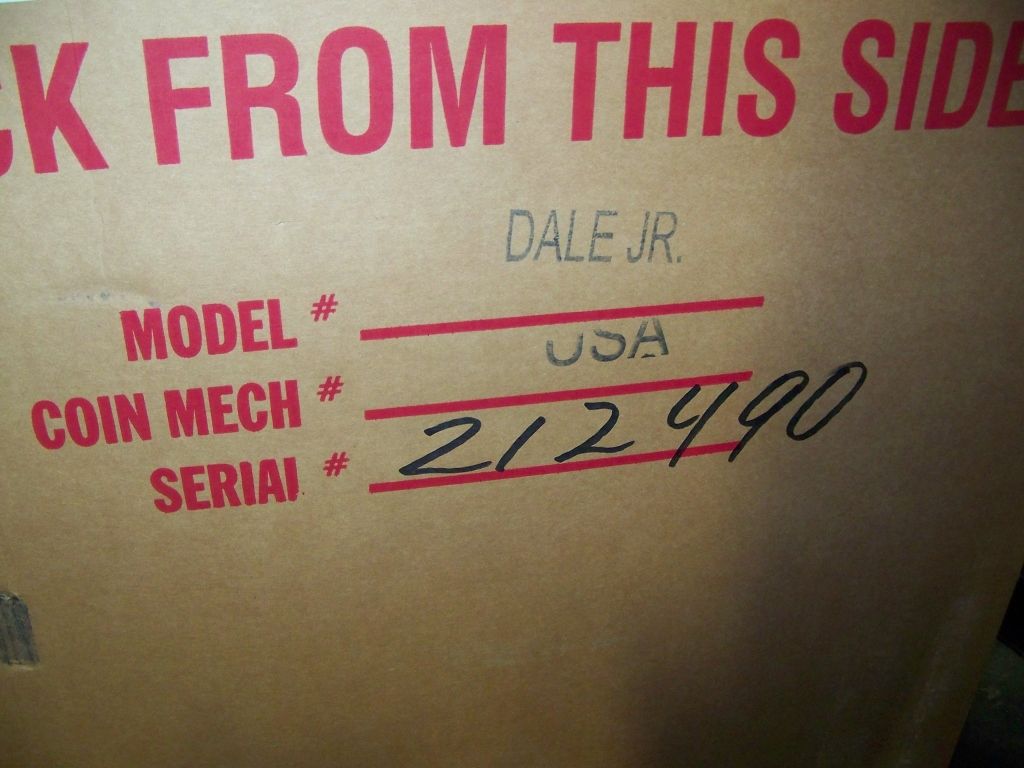 CK FROM THIS SIDE
DALE JR.
MODEL #
USA
COIN MECH #
212490
SERIAL #